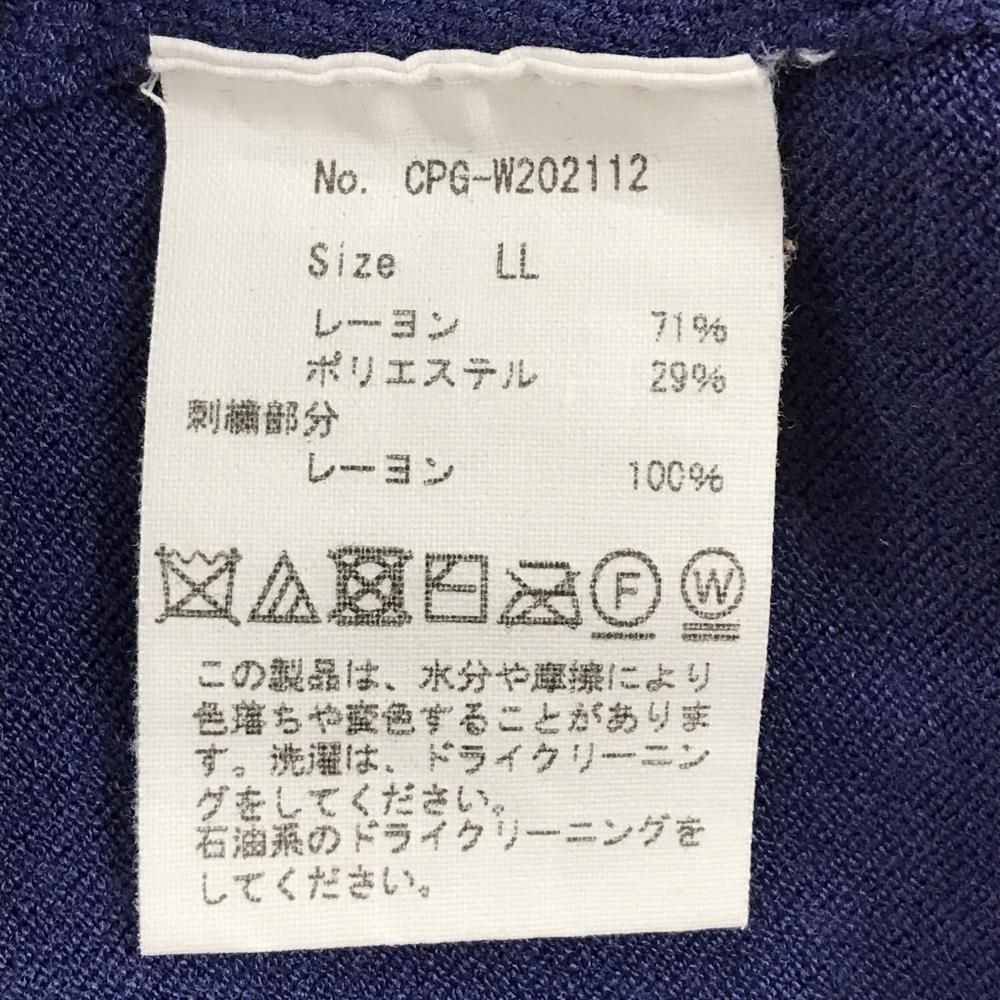 No. CPG-W202112
Size LL
レーヨン 71%
ポリエステル 29%
刺繍部分
レーヨン 100%
F W
この製品は、水分や摩擦により
色落ちや変色することがありま
す。洗濯は、ドライクリーニン
グをしてください。
石油系のドライクリーニングを
してください。